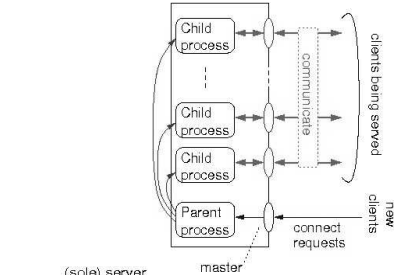 Child
process
communicate
clients being served
Child
process
Child
process
Parent
process
new
clients
connect
requests
(sole) server
master